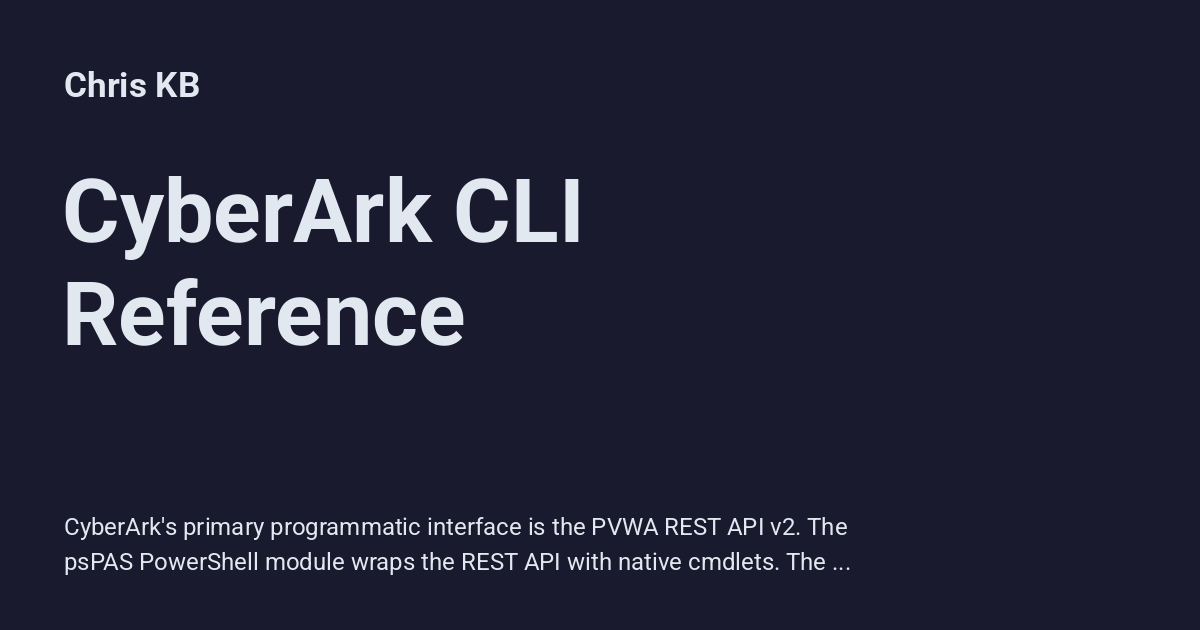 Chris KB
CyberArk CLI
Reference
CyberArk's primary programmatic interface is the PVWA REST API v2. The
psPAS PowerShell module wraps the REST API with native cmdlets. The ...